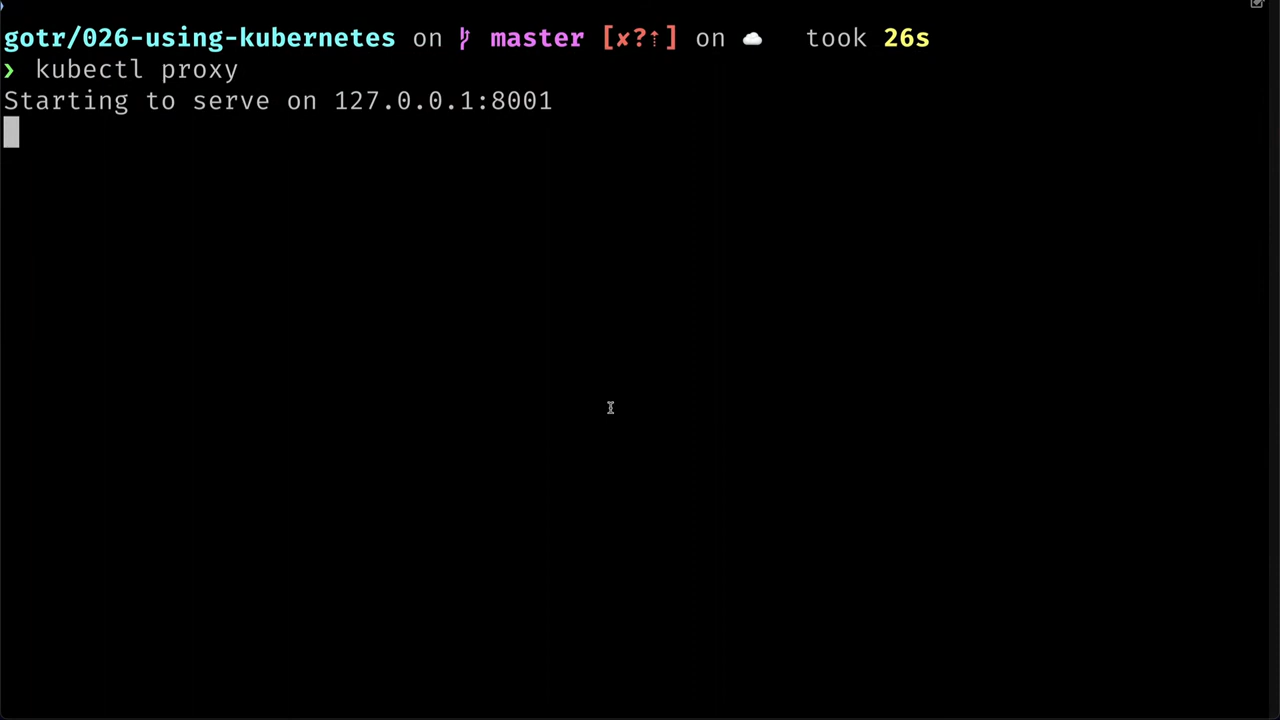 gotr/026-using-kubernetes on master [✘?⇡] on ☁️ took 26s
❯ kubectl proxy
Starting to serve on 127.0.0.1:8001